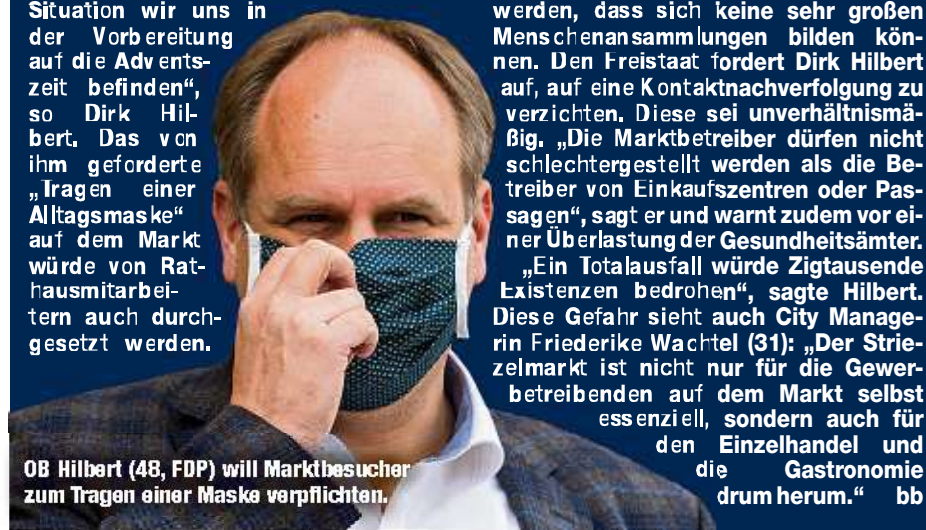 Situation wir uns in
der Vorbereitung
auf die Advents-
zeit befinden“,
so Dirk Hil-
bert. Das von
ihm geforderte
„Tragen einer
Alltagsmaske“
auf dem Markt
würde von Rat-
hausmitarbei-
tern auch durch-
gesetzt werden.
OB Hilbert (48, FDP) will Marktbesucher
zum Tragen einer Maske verpflichten.
werden, dass sich keine sehr großen
Menschenansammlungen bilden kön-
nen. Den Freistaat fordert Dirk Hilbert
auf, auf eine Kontaktnachverfolgung zu
verzichten. Diese sei unverhältnismä-
ßig. „Die Marktbetreiber dürfen nicht
schlechtergestellt werden als die Be-
treiber von Einkaufszentren oder Pas-
sagen“, sagt er und warnt zudem vor ei-
ner Überlastung der Gesundheitsämter.
„Ein Totalausfall würde Zigtausende
Existenzen bedrohen“, sagte Hilbert.
Diese Gefahr sieht auch City Manage-
rin Friederike Wachtel (31): „Der Strie-
zelmarkt ist nicht nur für die Gewer-
betreibenden auf dem Markt selbst
essenziell, sondern auch für
den Einzelhandel und
die Gastronomie
drumherum.“ bb